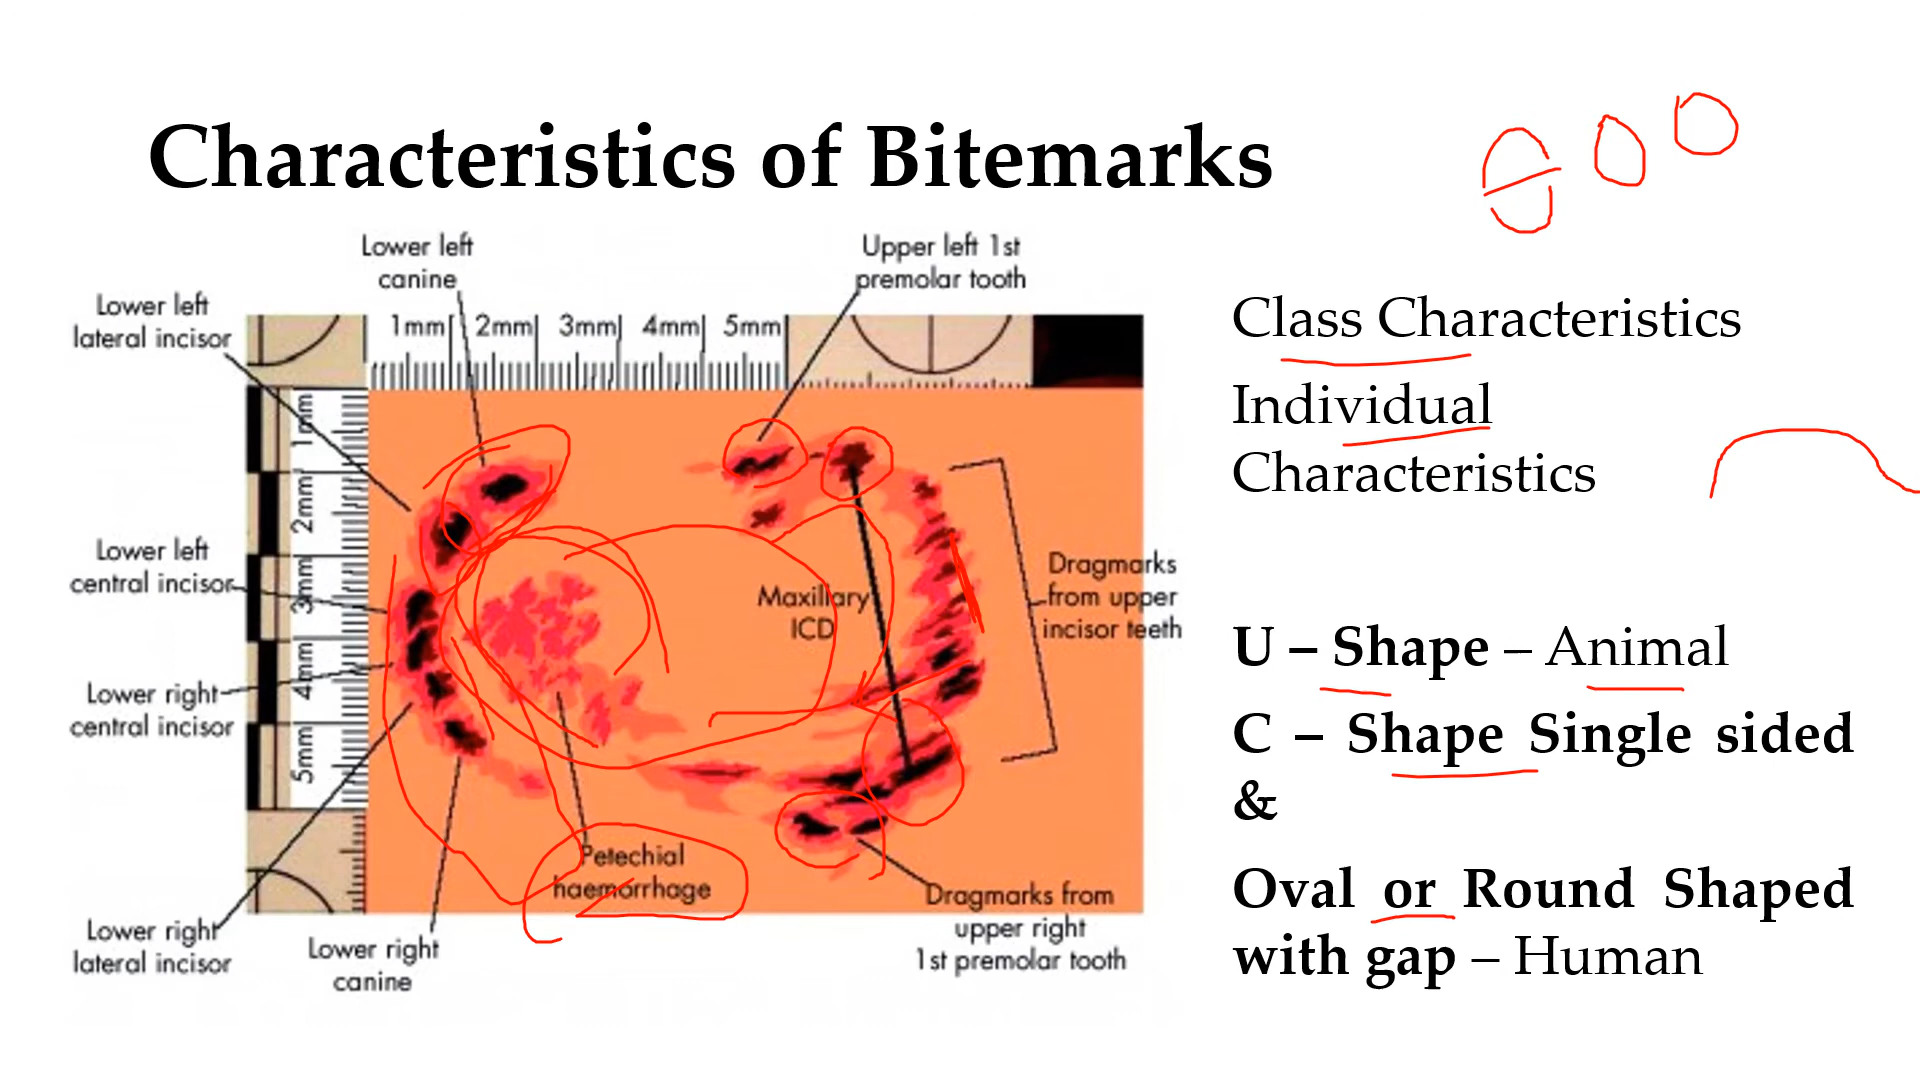 Characteristics of Bitemarks
Lower left
canine
Upper left 1st
premolar tooth
Lower left
lateral incisor
1mm 2mm 3mm 4mm 5mm
1mm
2mm
3mm
4mm
5mm
Lower left
central incisor
Maxillary
ICD
Dragmarks
from upper
incisor teeth
Lower right
central incisor
Petechial
haemorrhage
Dragmarks from
upper right
1st premolar tooth
Lower right
lateral incisor
Lower right
canine
Class Characteristics
Individual
Characteristics
U – Shape – Animal
C – Shape Single sided
&
Oval or Round Shaped
with gap – Human